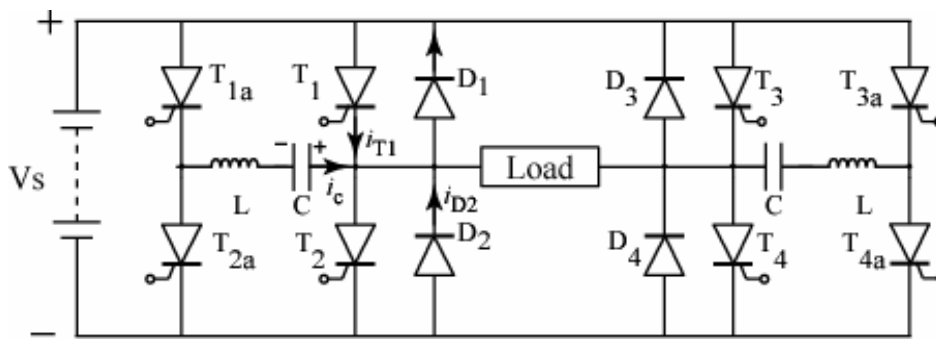 +
T1a T1 D1 D3 T3 T3a
− + iT1
Vs Load
L C ic iD2 C L
T2a T2 D2 D4 T4 T4a
−